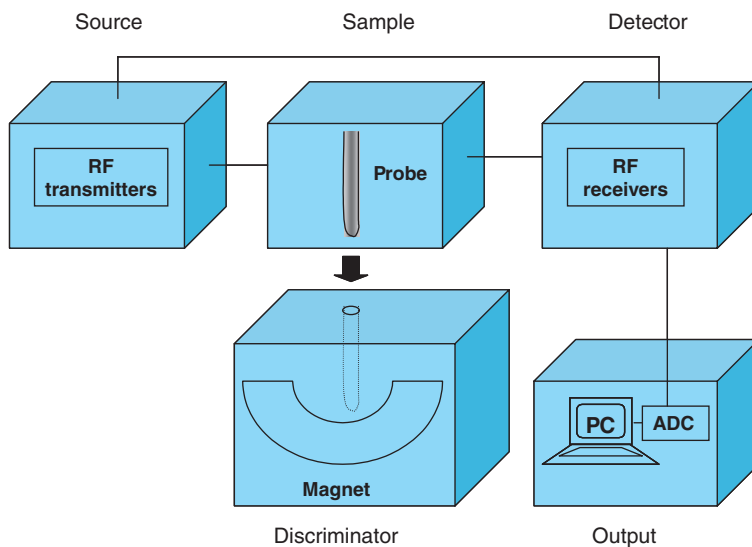 Source
Sample
Detector
RF
transmitters
Probe
RF
receivers
PC
ADC
Magnet
Discriminator
Output